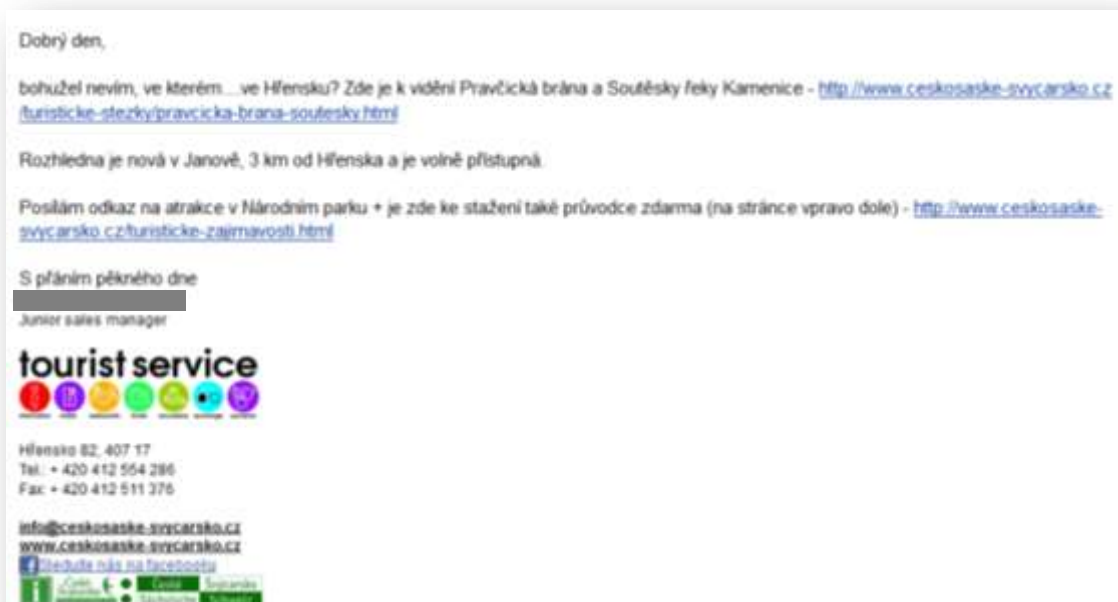 Dobrý den,
bohužel nevím, ve kterém....ve Hřensku? Zde je k vidění Pravčická brána a Soutěsky řeky Kamenice - http://www.ceskosaske-svycarsko.cz
/turisticke-stezky/pravcicka-brana-soutesky.html
Rozhledna je nová v Janově, 3 km od Hřenska a je volně přístupná.
Posílám odkaz na atrakce v Národním parku + je zde ke stažení také průvodce zdarma (na stránce vpravo dole) - http://www.ceskosaske-
svycarsko.cz/turisticke-zajimavosti.html
S přáním pěkného dne
Junior sales manager
tourist service
Hřensko 82, 407 17
Tel.: + 420 412 554 286
Fax: + 420 412 511 376
info@ceskosaske-svycarsko.cz
www.ceskosaske-svycarsko.cz
Sledujte nás na facebooku
České Švýcarsko